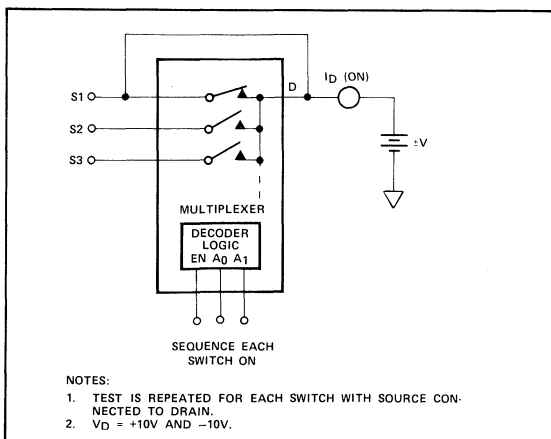 D
I_D (ON)
S1
S2
S3
±V
MULTIPLEXER
DECODER
LOGIC
EN A0 A1
SEQUENCE EACH
SWITCH ON
NOTES:
1. TEST IS REPEATED FOR EACH SWITCH WITH SOURCE CON-
NECTED TO DRAIN.
2. VD = +10V AND −10V.